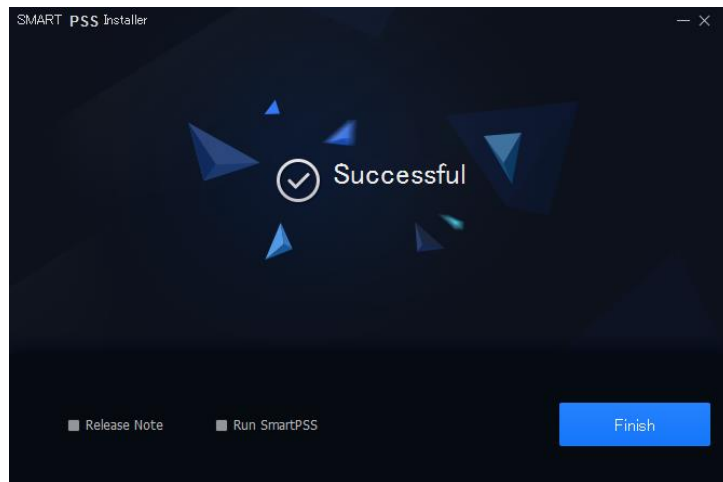 SMART PSS Installer
Successful
Release Note
Run SmartPSS
Finish